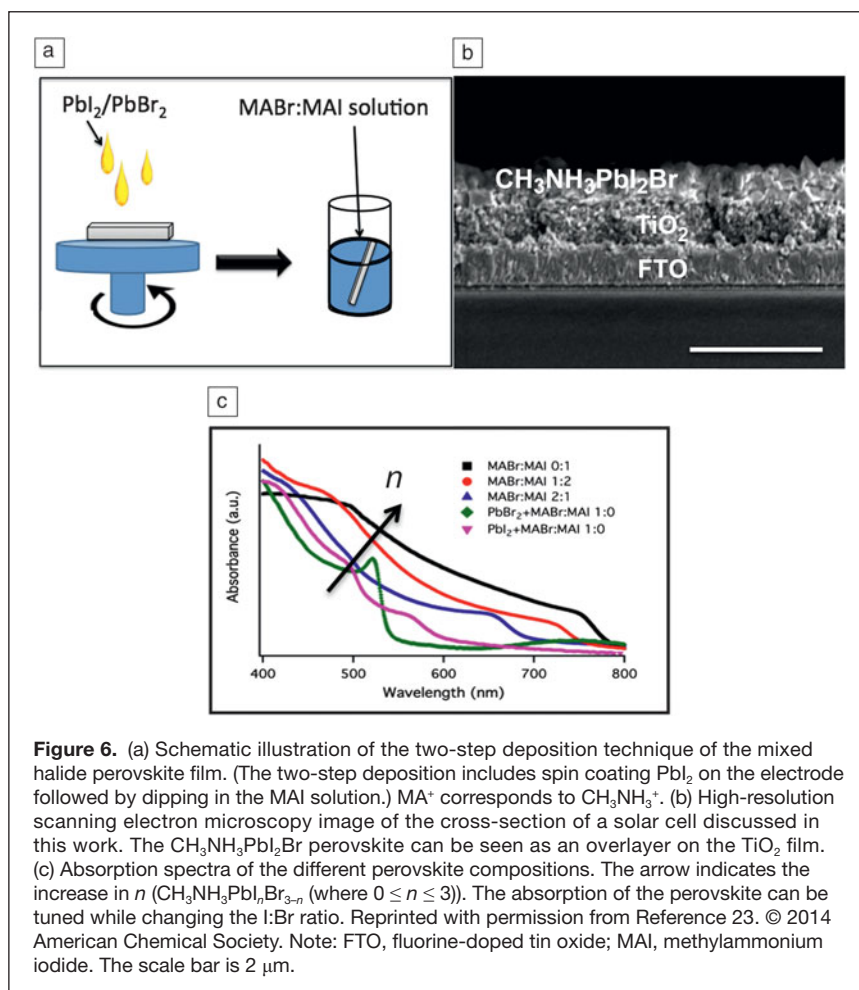 a
PbI₂/PbBr₂
MABr:MAI solution
b
CH₃NH₃PbI₂Br
TiO₂
FTO
c
n
MABr:MAI 0:1
MABr:MAI 1:2
MABr:MAI 2:1
PbBr₂+MABr:MAI 1:0
PbI₂+MABr:MAI 1:0
Absorbance (a.u.)
400 500 600 700 800
Wavelength (nm)
Figure 6. (a) Schematic illustration of the two-step deposition technique of the mixed
halide perovskite film. (The two-step deposition includes spin coating PbI₂ on the electrode
followed by dipping in the MAI solution.) MA⁺ corresponds to CH₃NH₃⁺. (b) High-resolution
scanning electron microscopy image of the cross-section of a solar cell discussed in
this work. The CH₃NH₃PbI₂Br perovskite can be seen as an overlayer on the TiO₂ film.
(c) Absorption spectra of the different perovskite compositions. The arrow indicates the
increase in n (CH₃NH₃PbIₙBr₃₋ₙ (where 0 ≤ n ≤ 3)). The absorption of the perovskite can be
tuned while changing the I:Br ratio. Reprinted with permission from Reference 23. © 2014
American Chemical Society. Note: FTO, fluorine-doped tin oxide; MAI, methylammonium
iodide. The scale bar is 2 μm.